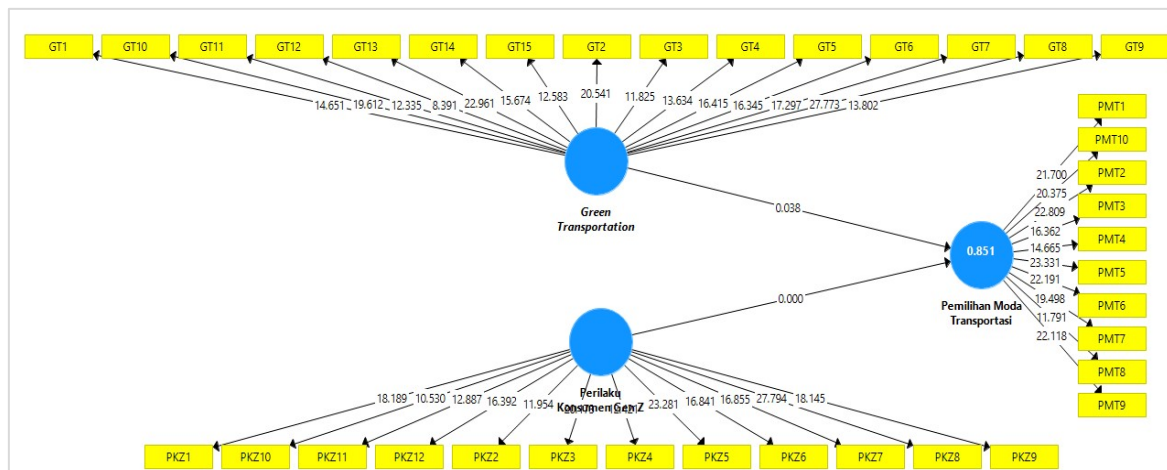 GT1 GT10 GT11 GT12 GT13 GT14 GT15 GT2 GT3 GT4 GT5 GT6 GT7 GT8 GT9
14.651 19.612 12.335 8.391 22.961 15.674 12.583 20.541 11.825 13.634 16.415 16.345 17.297 27.773 13.802
Green
Transportation
0.038
0.000
0.851
Pemilihan Moda
Transportasi
PMT1
PMT10
PMT2
PMT3
PMT4
PMT5
PMT6
PMT7
PMT8
PMT9
21.700
20.375
22.809
16.362
14.665
23.331
22.191
19.498
11.791
22.118
Perilaku
Konsumen Gen Z
18.189 10.530 12.887 16.392 11.954 23.281 16.841 16.855 27.794 18.145
PKZ1 PKZ10 PKZ11 PKZ12 PKZ2 PKZ3 PKZ4 PKZ5 PKZ6 PKZ7 PKZ8 PKZ9